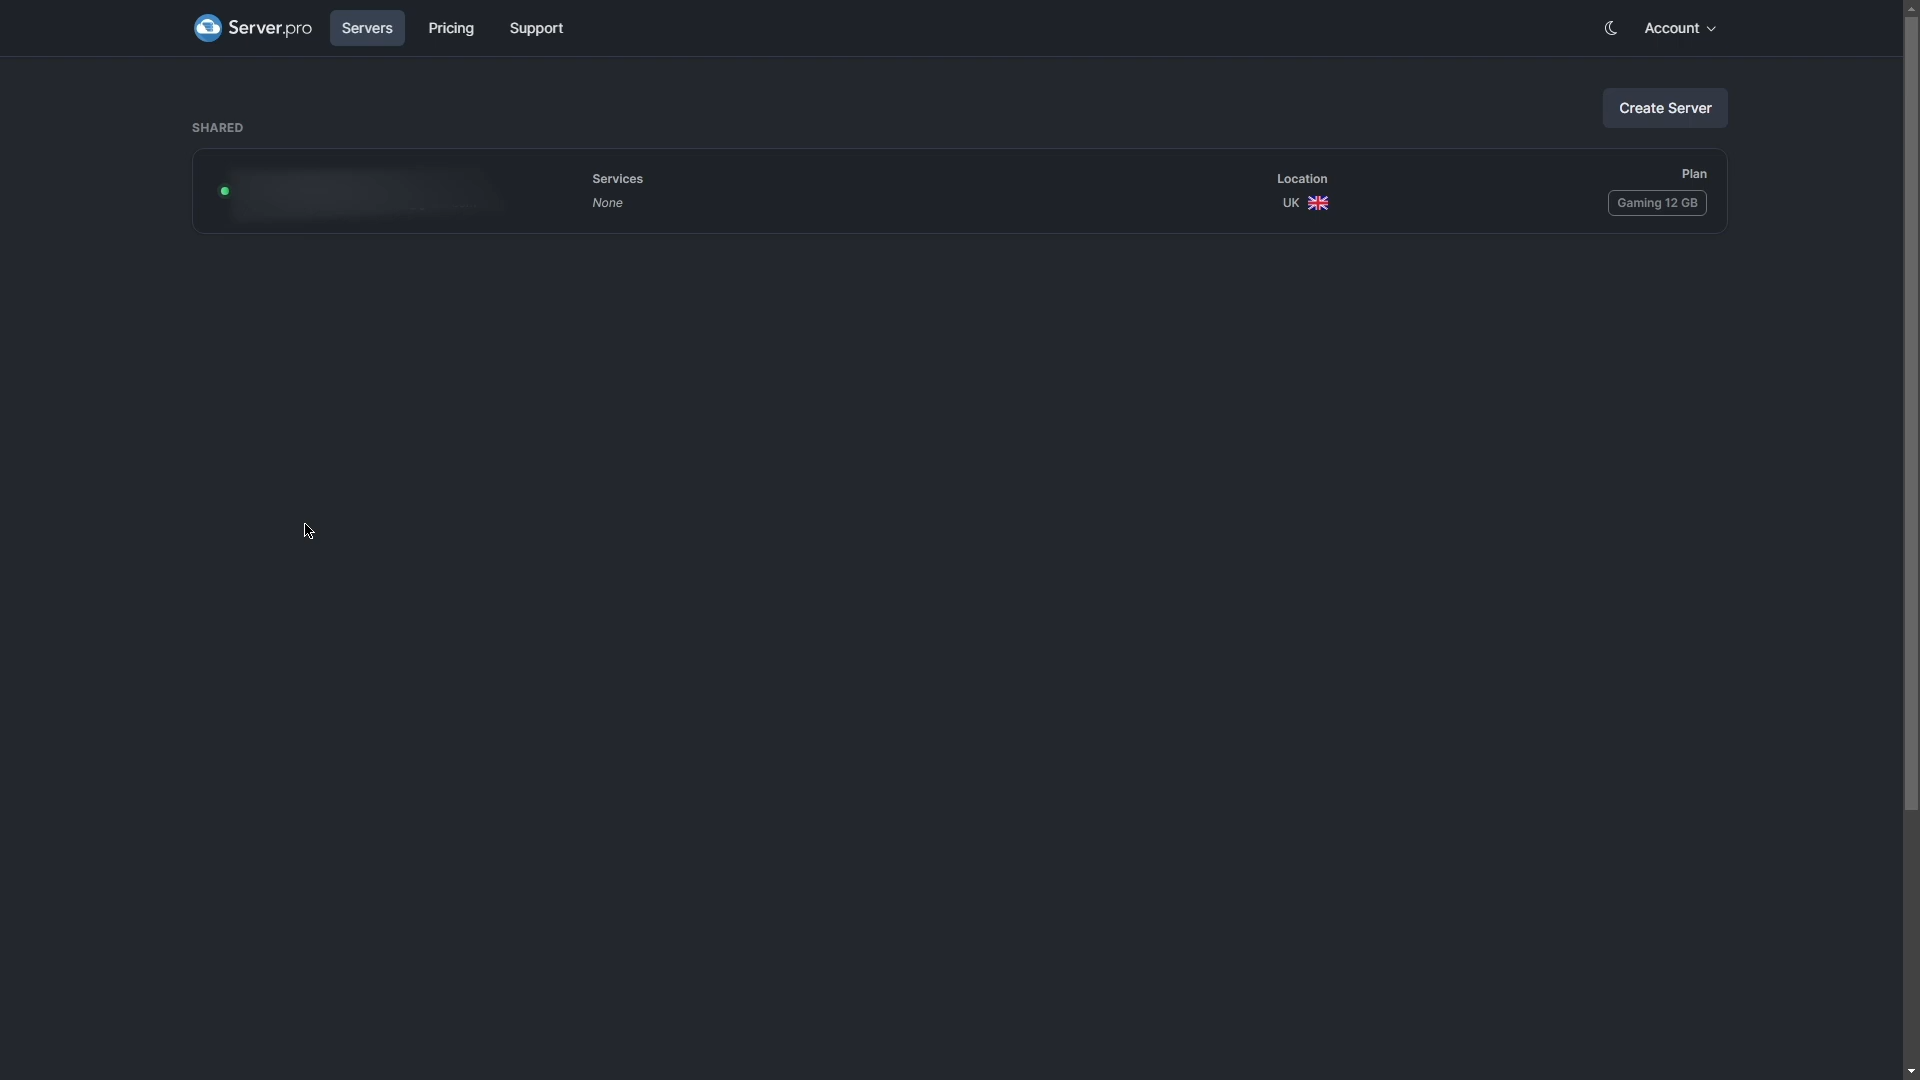 Server.pro
Servers
Pricing
Support
Account
Create Server
SHARED
Services
None
Location
UK
Plan
Gaming 12 GB